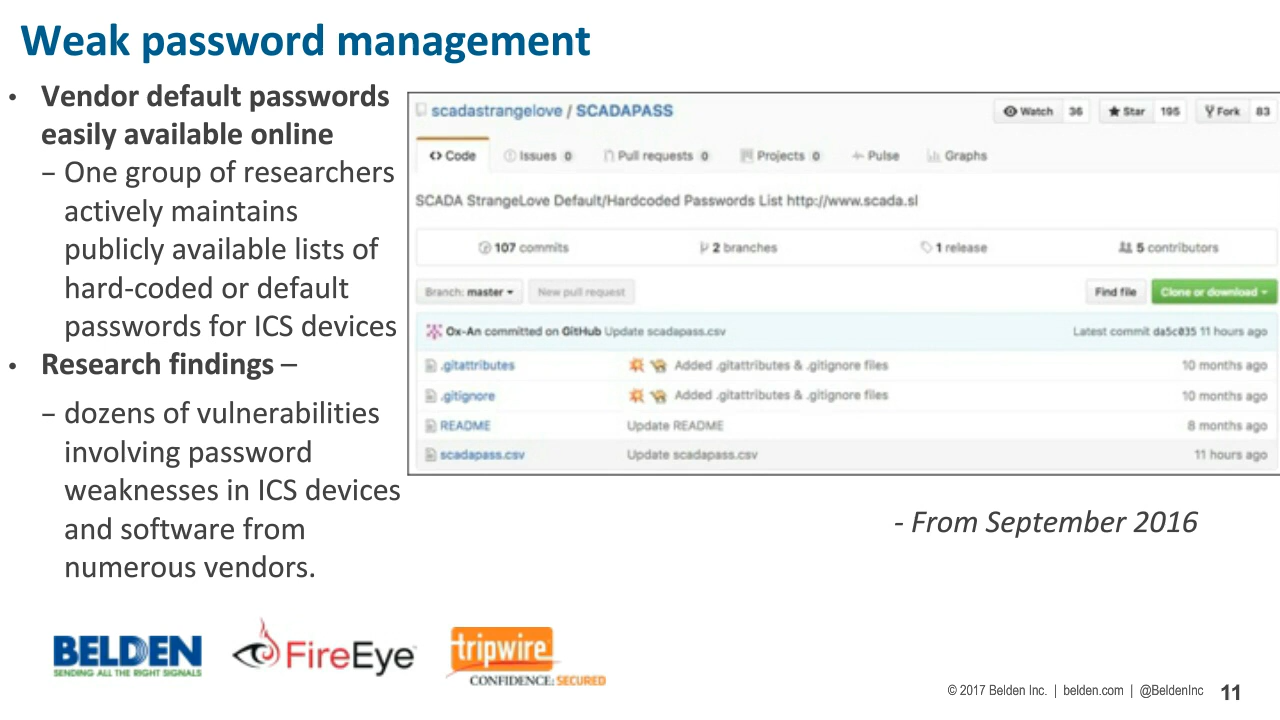 Weak password management
• Vendor default passwords
easily available online
– One group of researchers
actively maintains
publicly available lists of
hard-coded or default
passwords for ICS devices
• Research findings –
– dozens of vulnerabilities
involving password
weaknesses in ICS devices
and software from
numerous vendors.
scadastrangelove / SCADAPASS
Watch 36 Star 195 Fork 83
Code Issues 0 Pull requests 0 Projects 0 Pulse Graphs
SCADA StrangeLove Default/Hardcoded Passwords List http://www.scada.sl
107 commits 2 branches 1 release 5 contributors
Branch: master New pull request Find file Clone or download
Ox-An committed on GitHub Update scadapass.csv Latest commit da5c035 11 hours ago
.gitattributes Added .gitattributes & .gitignore files 10 months ago
.gitignore Added .gitattributes & .gitignore files 10 months ago
README Update README 8 months ago
scadapass.csv Update scadapass.csv 11 hours ago
- From September 2016
BELDEN
SENDING ALL THE RIGHT SIGNALS
FireEye
tripwire
CONFIDENCE: SECURED
© 2017 Belden Inc. | belden.com | @BeldenInc 11